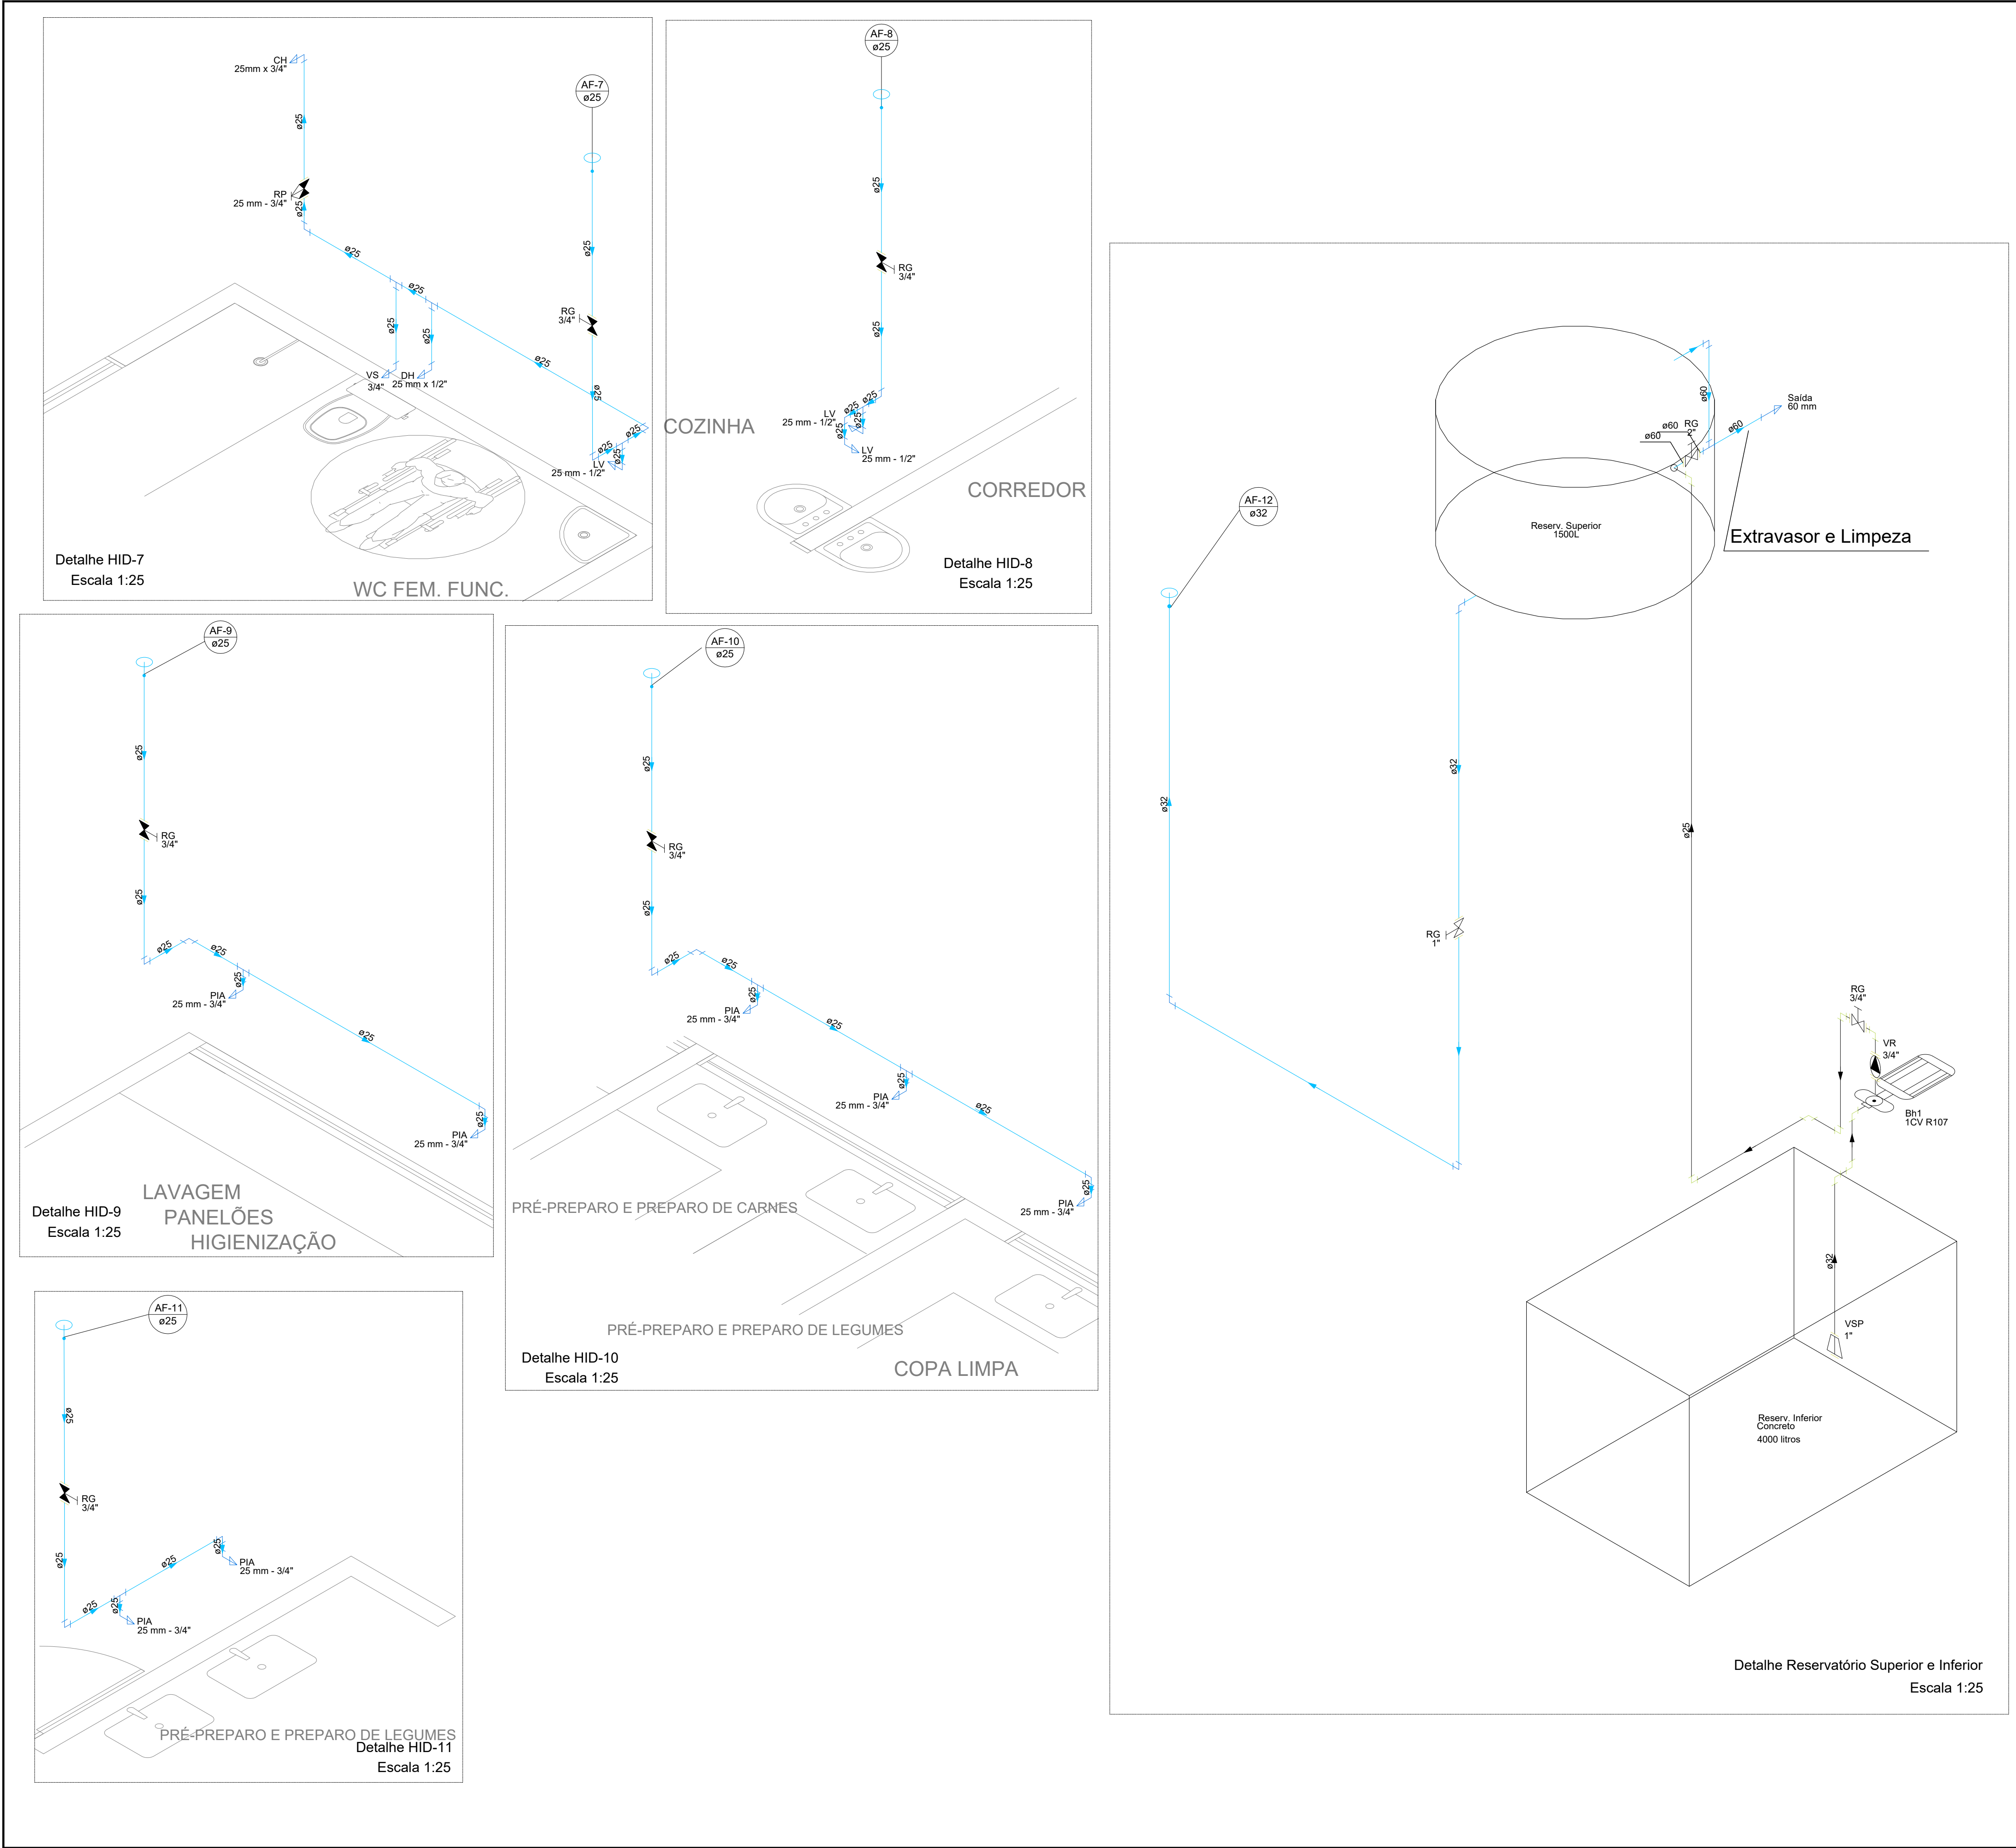 CH
25mm x 3/4"
ø25
RP
25 mm - 3/4"
ø25
ø25
ø25
ø25
ø25
VS
3/4"
DH
25 mm x 1/2"
AF-7
ø25
ø25
RG
3/4"
ø25
ø25
ø25
ø25
ø25
LV
25 mm - 1/2"
Detalhe HID-7
Escala 1:25
WC FEM. FUNC.
AF-8
ø25
ø25
RG
3/4"
ø25
ø25
ø25
LV
25 mm - 1/2"
ø25
ø25
LV
25 mm - 1/2"
COZINHA
CORREDOR
Detalhe HID-8
Escala 1:25
AF-9
ø25
ø25
RG
3/4"
ø25
ø25
ø25
ø25
PIA
25 mm - 3/4"
ø25
ø25
PIA
25 mm - 3/4"
LAVAGEM
PANELÕES
HIGIENIZAÇÃO
Detalhe HID-9
Escala 1:25
AF-10
ø25
ø25
RG
3/4"
ø25
ø25
ø25
ø25
PIA
25 mm - 3/4"
ø25
ø25
PIA
25 mm - 3/4"
ø25
ø25
PIA
25 mm - 3/4"
PRÉ-PREPARO E PREPARO DE CARNES
PRÉ-PREPARO E PREPARO DE LEGUMES
Detalhe HID-10
Escala 1:25
COPA LIMPA
AF-11
ø25
ø25
RG
3/4"
ø25
ø25
ø25
ø25
PIA
25 mm - 3/4"
ø25
PIA
25 mm - 3/4"
PRÉ-PREPARO E PREPARO DE LEGUMES
Detalhe HID-11
Escala 1:25
AF-12
ø32
ø32
ø32
RG
1"
Reserv. Superior
1500L
ø60
Saída
60 mm
ø60
ø60
RG
2"
ø60
Extravasor e Limpeza
ø25
RG
3/4"
VR
3/4"
Bh1
1CV R107
ø32
VSP
1"
Reserv. Inferior
Concreto
4000 litros
Detalhe Reservatório Superior e Inferior
Escala 1:25